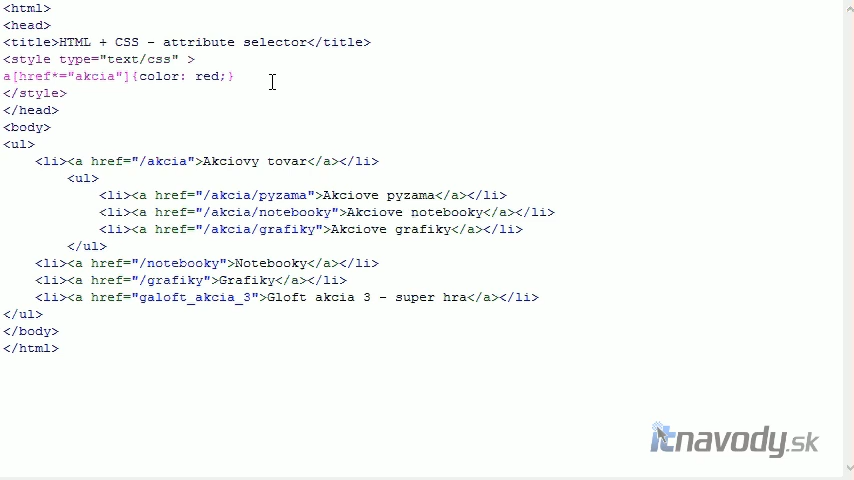 <html>
<head>
<title>HTML + CSS - attribute selector</title>
<style type="text/css" >
a[href*="akcia"]{color: red;}
</style>
</head>
<body>
<ul>
    <li><a href="/akcia">Akciovy tovar</a></li>
        <ul>
            <li><a href="/akcia/pyzama">Akciove pyzama</a></li>
            <li><a href="/akcia/notebooky">Akciove notebooky</a></li>
            <li><a href="/akcia/grafiky">Akciove grafiky</a></li>
        </ul>
    <li><a href="/notebooky">Notebooky</a></li>
    <li><a href="/grafiky">Grafiky</a></li>
    <li><a href="galoft_akcia_3">Gloft akcia 3 - super hra</a></li>
</ul>
</body>
</html>
itnavody.sk